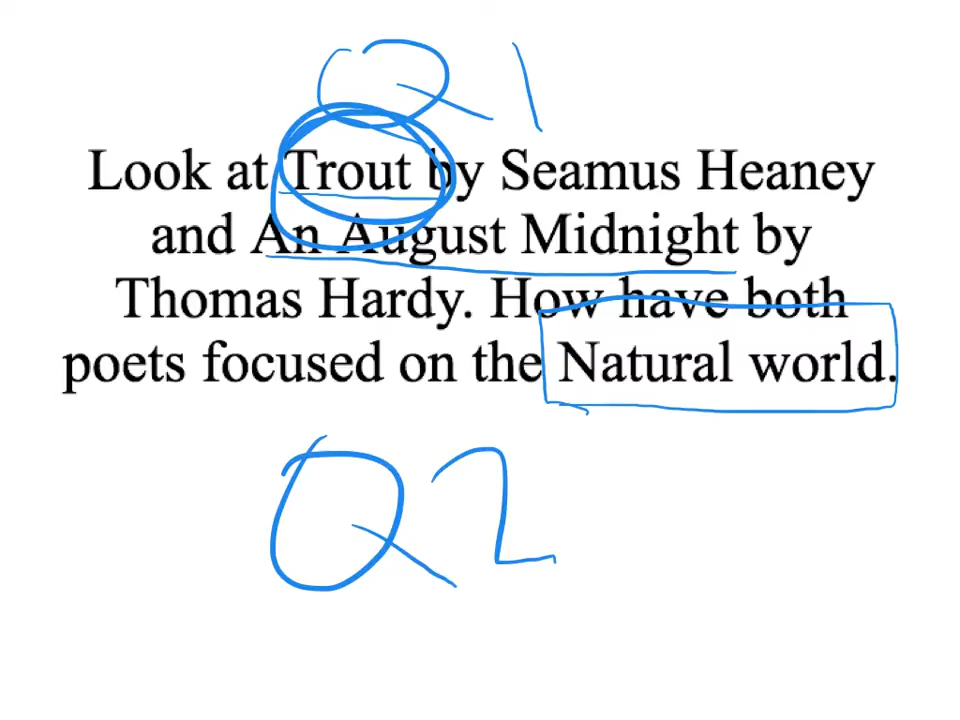 Q1
Look at Trout by Seamus Heaney
and An August Midnight by
Thomas Hardy. How have both
poets focused on the Natural world.
Q2